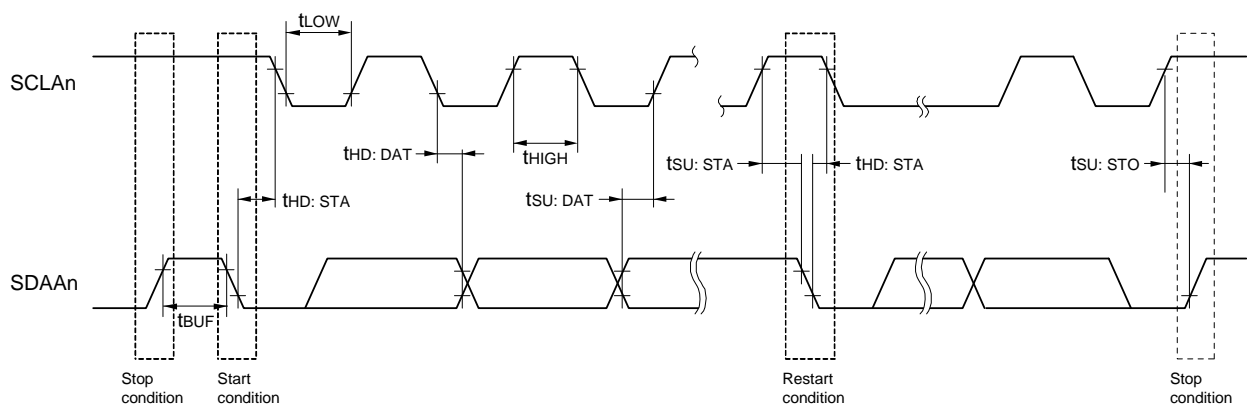 tLOW
SCLAn
tHD: DAT
tHIGH
tSU: STA
tHD: STA
tSU: STO
tHD: STA
tSU: DAT
SDAAn
tBUF
Stop
condition
Start
condition
Restart
condition
Stop
condition